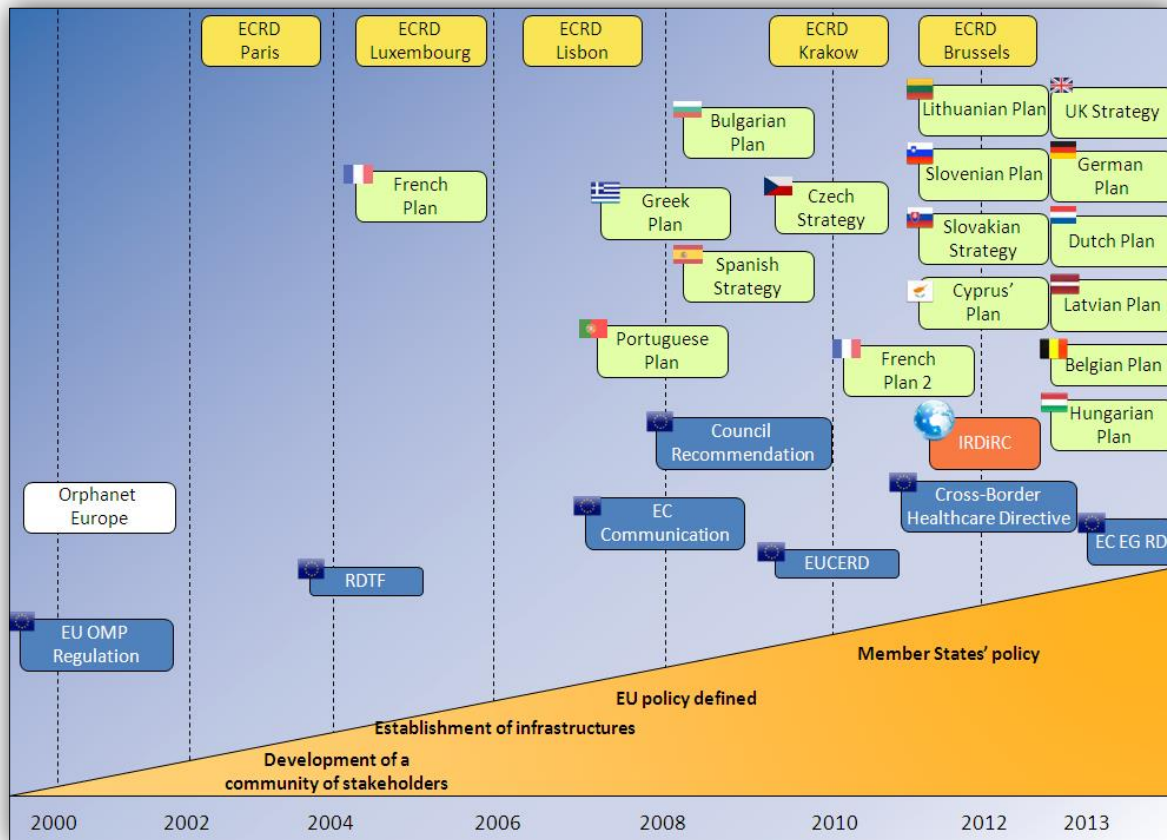 ECRD
Paris
ECRD
Luxembourg
ECRD
Lisbon
ECRD
Krakow
ECRD
Brussels
Lithuanian Plan
UK Strategy
Bulgarian
Plan
French
Plan
Slovenian Plan
German
Plan
Greek
Plan
Czech
Strategy
Slovakian
Strategy
Dutch Plan
Spanish
Strategy
Cyprus'
Plan
Latvian Plan
Portuguese
Plan
French
Plan 2
Belgian Plan
Hungarian
Plan
Council
Recommendation
IRDiRC
Orphanet
Europe
EC
Communication
Cross-Border
Healthcare Directive
EC EG RD
RDTF
EUCERD
EU OMP
Regulation
Member States' policy
EU policy defined
Establishment of infrastructures
Development of a
community of stakeholders
2000
2002
2004
2006
2008
2010
2012
2013